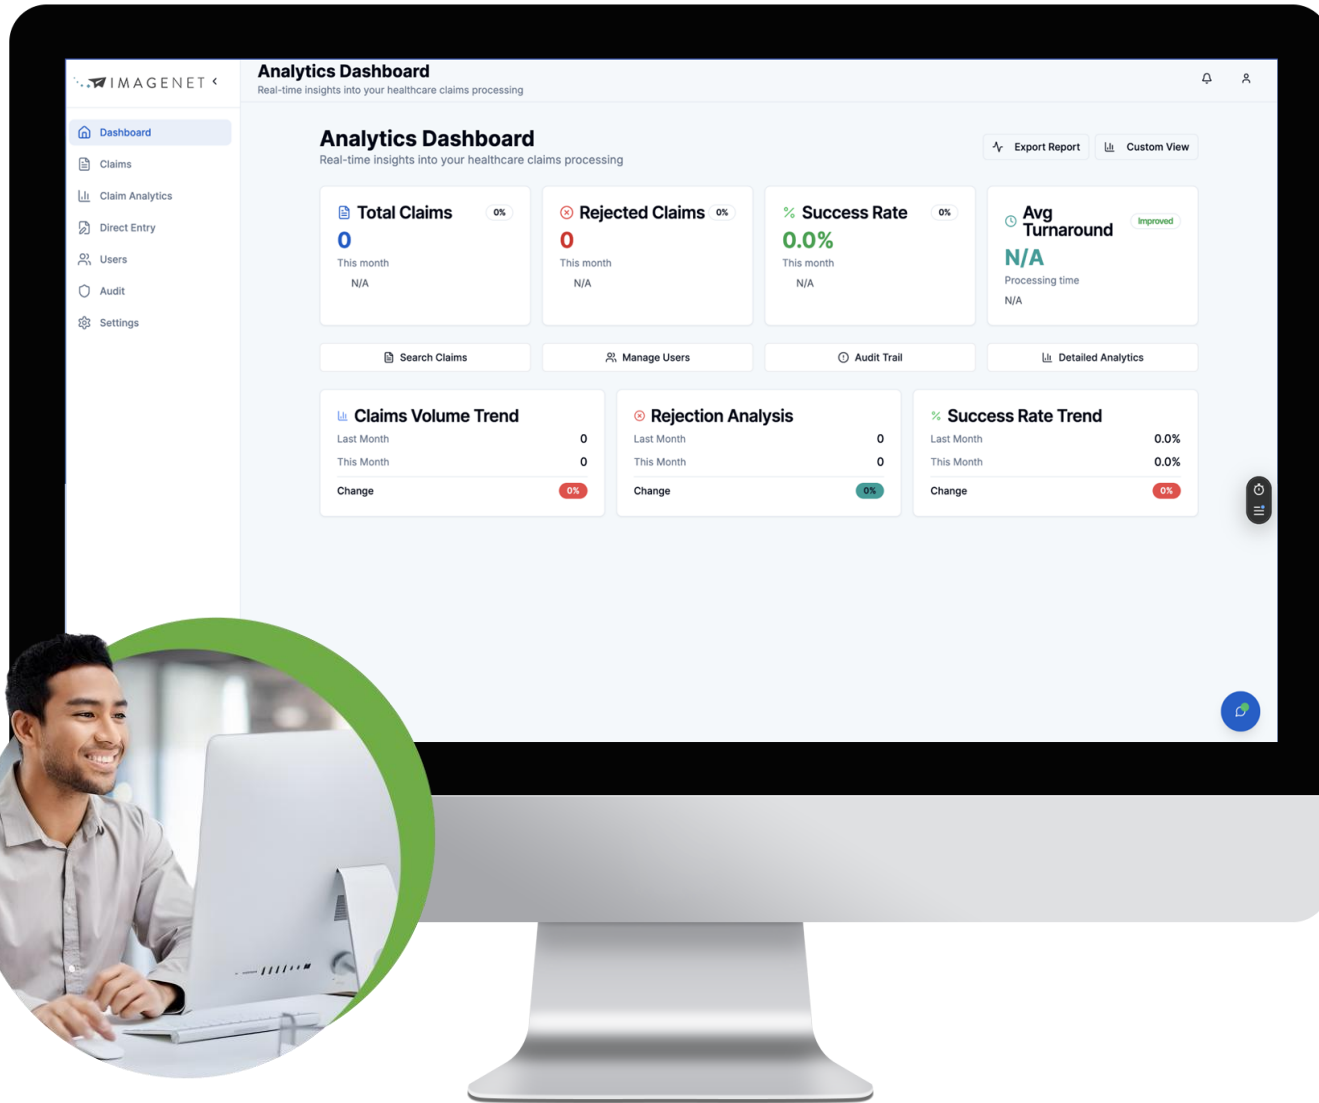 IMAGENET
Analytics Dashboard
Real-time insights into your healthcare claims processing
Dashboard
Claims
Claim Analytics
Direct Entry
Users
Audit
Settings
Analytics Dashboard
Real-time insights into your healthcare claims processing
Export Report
Custom View
Total Claims 0%
0
This month
N/A
Rejected Claims 0%
0
This month
N/A
% Success Rate 0%
0.0%
This month
N/A
Avg
Turnaround
Improved
N/A
Processing time
N/A
Search Claims
Manage Users
Audit Trail
Detailed Analytics
Claims Volume Trend
Last Month 0
This Month 0
Change 0%
Rejection Analysis
Last Month 0
This Month 0
Change 0%
% Success Rate Trend
Last Month 0.0%
This Month 0.0%
Change 0%